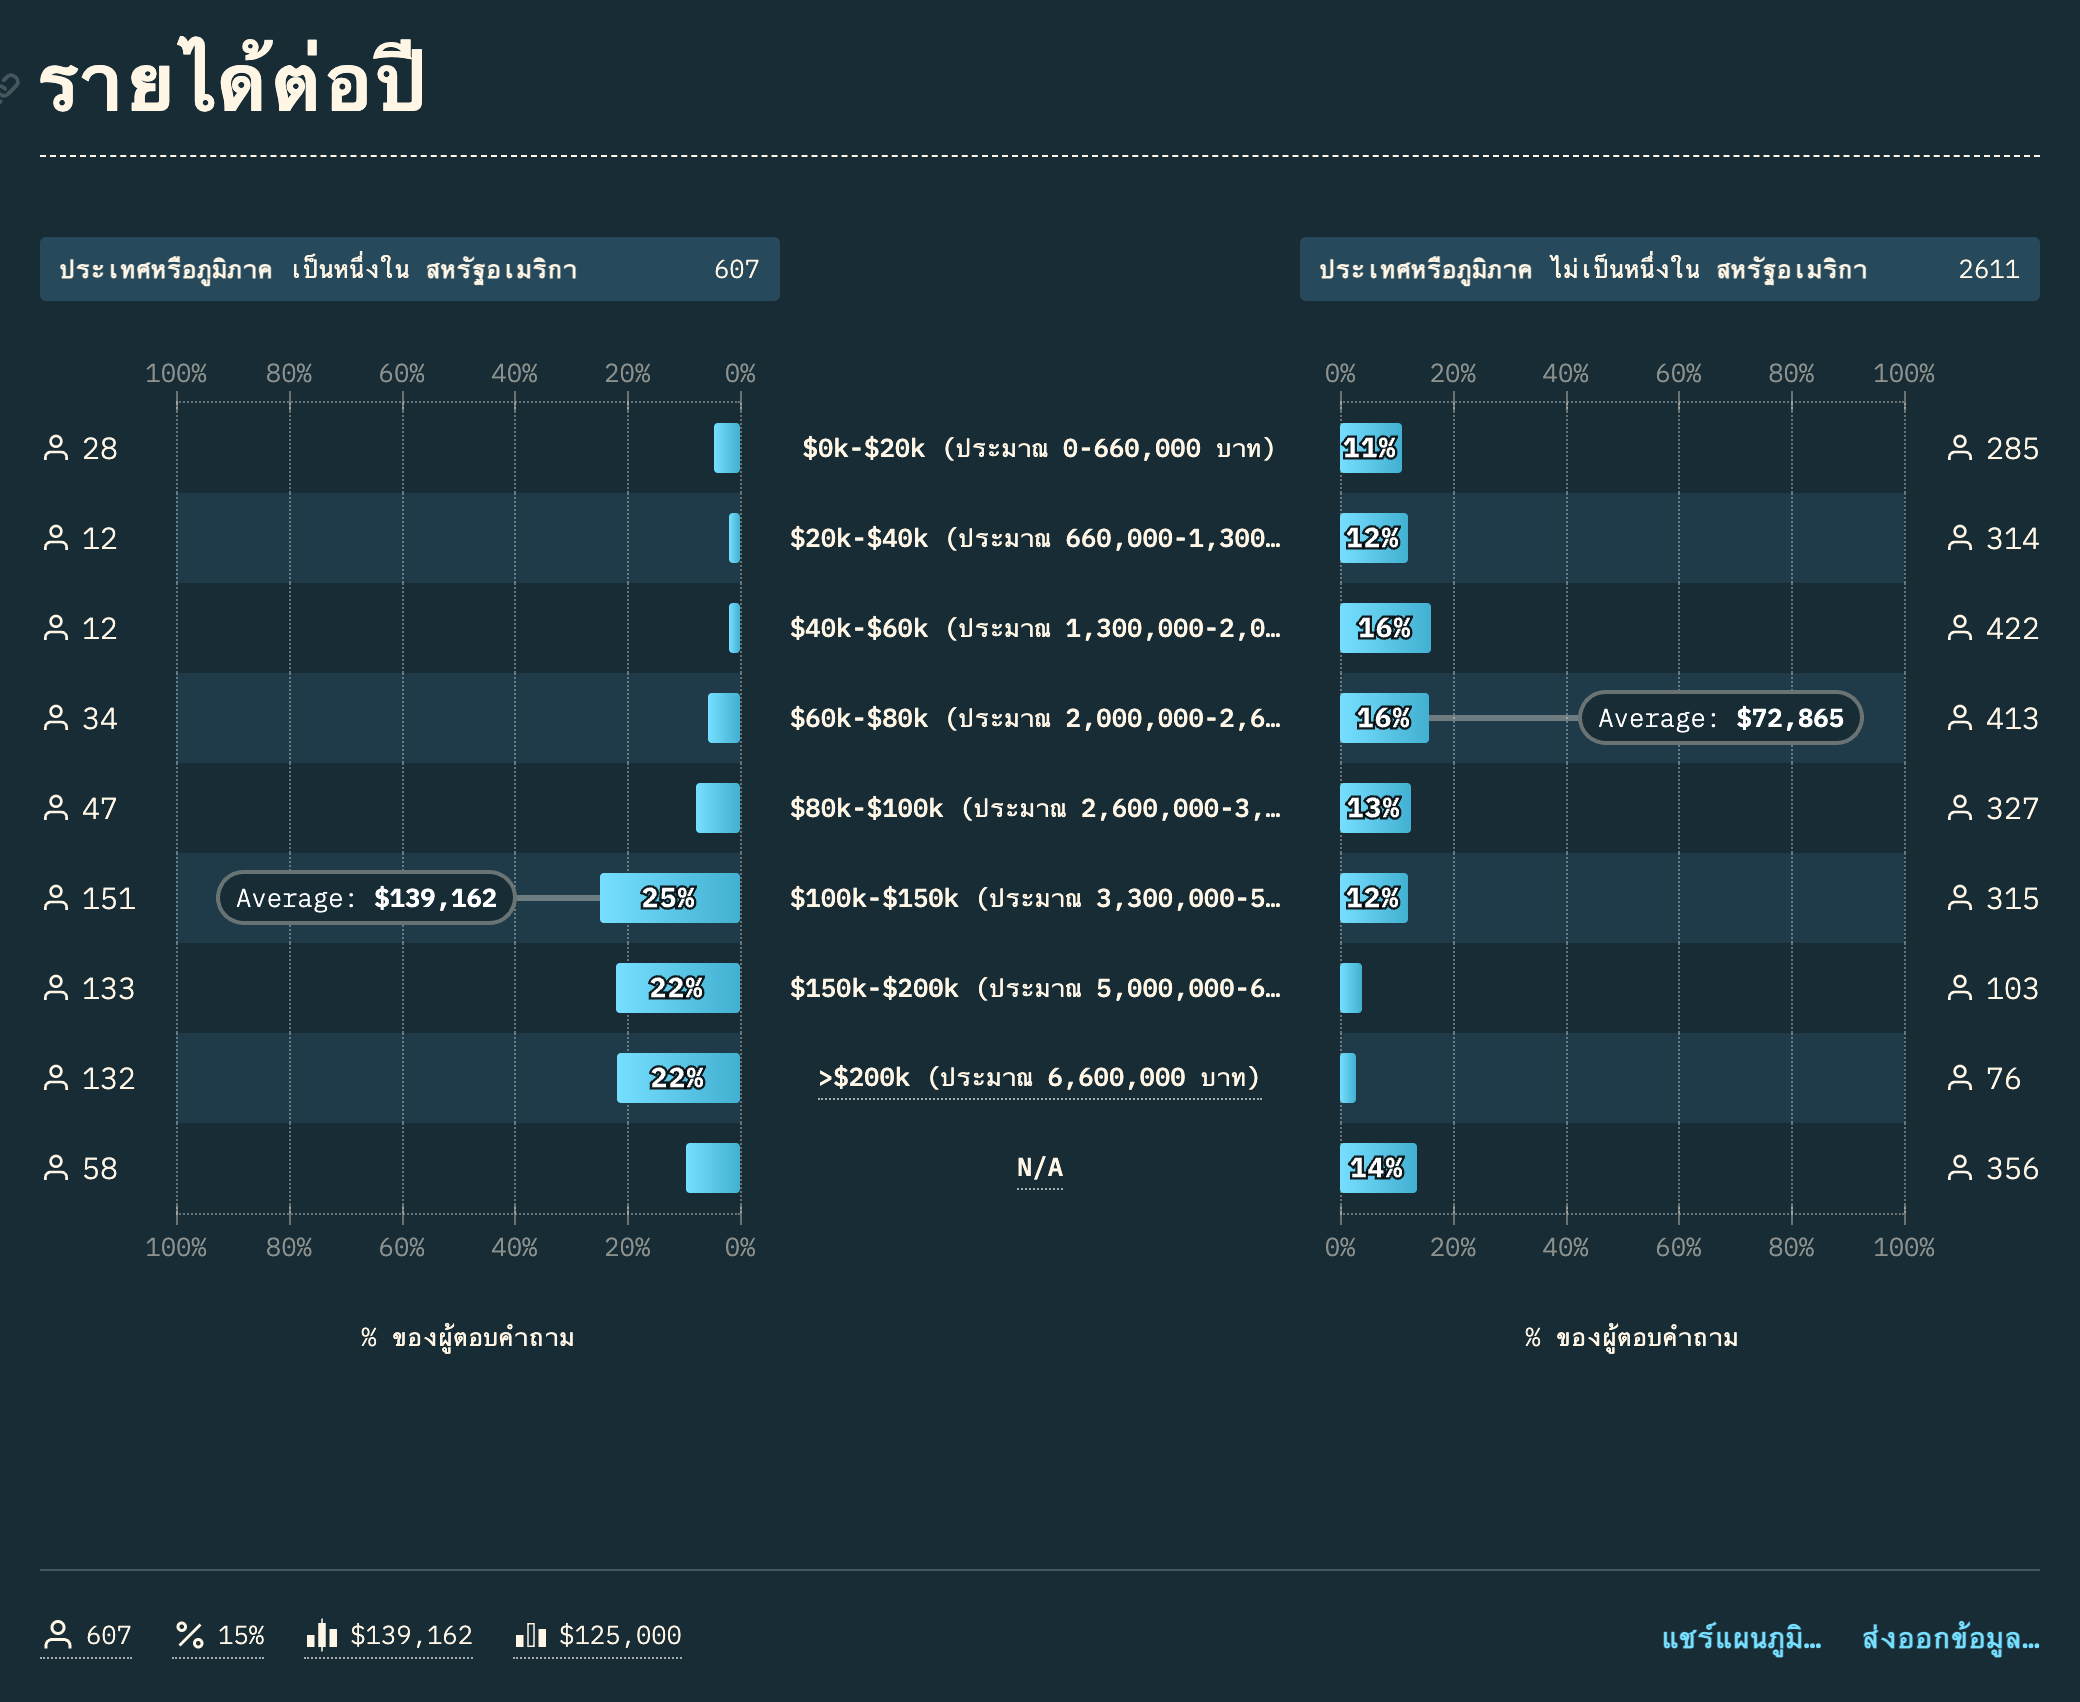 รายได้ต่อปี
ประเทศหรือภูมิภาค เป็นหนึ่งใน สหรัฐอเมริกา 607
ประเทศหรือภูมิภาค ไม่เป็นหนึ่งใน สหรัฐอเมริกา 2611
100% 80% 60% 40% 20% 0% 0% 20% 40% 60% 80% 100%
28 $0k-$20k (ประมาณ 0-660,000 บาท) 11% 285
12 $20k-$40k (ประมาณ 660,000-1,300… 12% 314
12 $40k-$60k (ประมาณ 1,300,000-2,0… 16% 422
34 $60k-$80k (ประมาณ 2,000,000-2,6… 16% Average: $72,865 413
47 $80k-$100k (ประมาณ 2,600,000-3,… 13% 327
151 Average: $139,162 25% $100k-$150k (ประมาณ 3,300,000-5… 12% 315
133 22% $150k-$200k (ประมาณ 5,000,000-6… 103
132 22% >$200k (ประมาณ 6,600,000 บาท) 76
58 N/A 14% 356
100% 80% 60% 40% 20% 0% 0% 20% 40% 60% 80% 100%
% ของผู้ตอบคำถาม % ของผู้ตอบคำถาม
607 15% $139,162 $125,000 แชร์แผนภูมิ… ส่งออกข้อมูล…